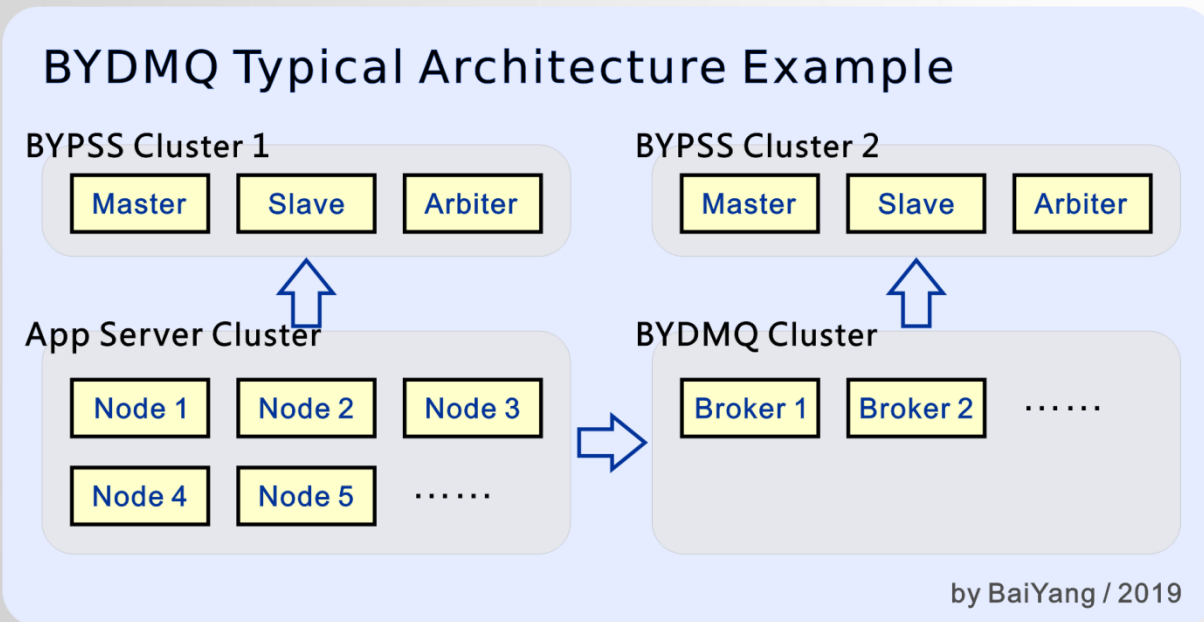 BYDMQ Typical Architecture Example
BYPSS Cluster 1
Master Slave Arbiter
BYPSS Cluster 2
Master Slave Arbiter
App Server Cluster
Node 1 Node 2 Node 3
Node 4 Node 5 ······
BYDMQ Cluster
Broker 1 Broker 2 ······
by BaiYang / 2019